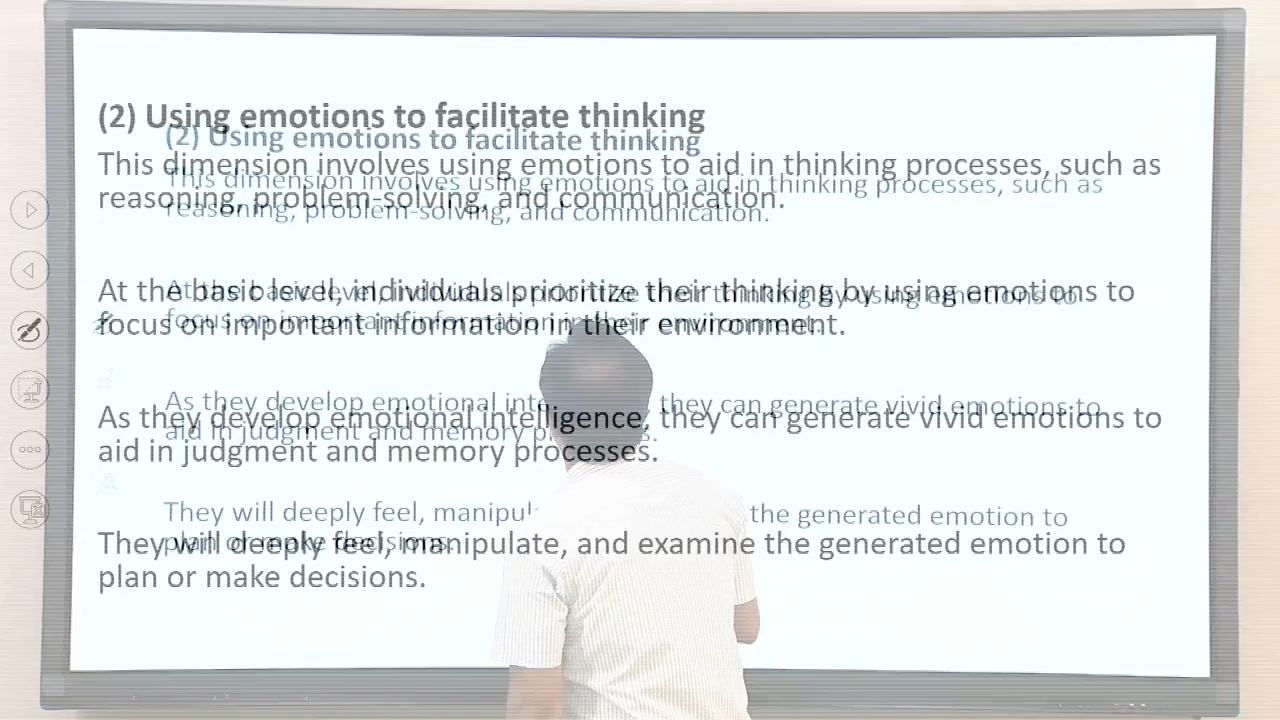 (2) Using emotions to facilitate thinking
This dimension involves using emotions to aid in thinking processes, such as
reasoning, problem-solving, and communication.
At the basic level, individuals prioritize their thinking by using emotions to
focus on important information in their environment.
As they develop emotional intelligence, they can generate vivid emotions to
aid in judgment and memory processes.
They will deeply feel, manipulate, and examine the generated emotion to
plan or make decisions.